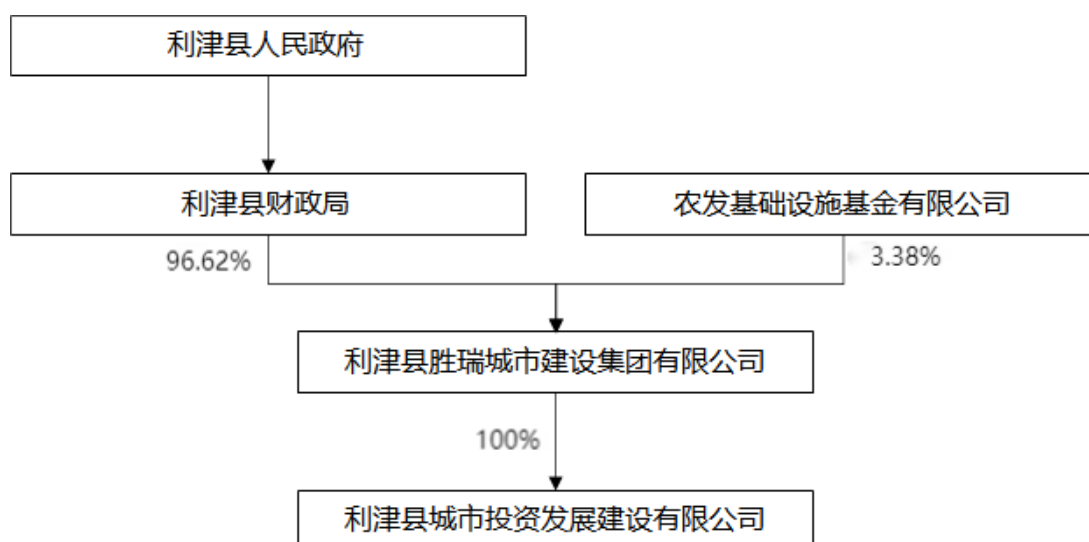 利津县人民政府
利津县财政局
农发基础设施基金有限公司
96.62%
3.38%
利津县胜瑞城市建设集团有限公司
100%
利津县城市投资发展建设有限公司